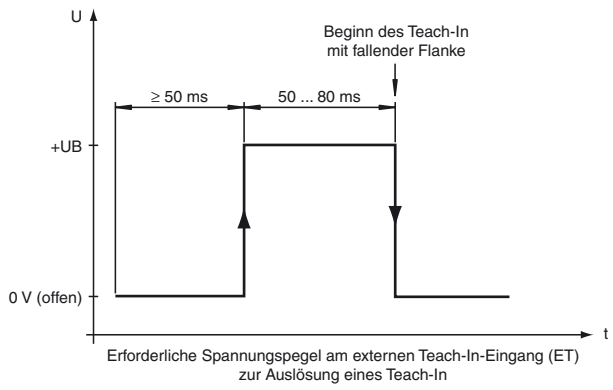 U
Beginn des Teach-In
mit fallender Flanke
≥ 50 ms
50 ... 80 ms
+UB
0 V (offen)
t
Erforderliche Spannungspegel am externen Teach-In-Eingang (ET)
zur Auslösung eines Teach-In